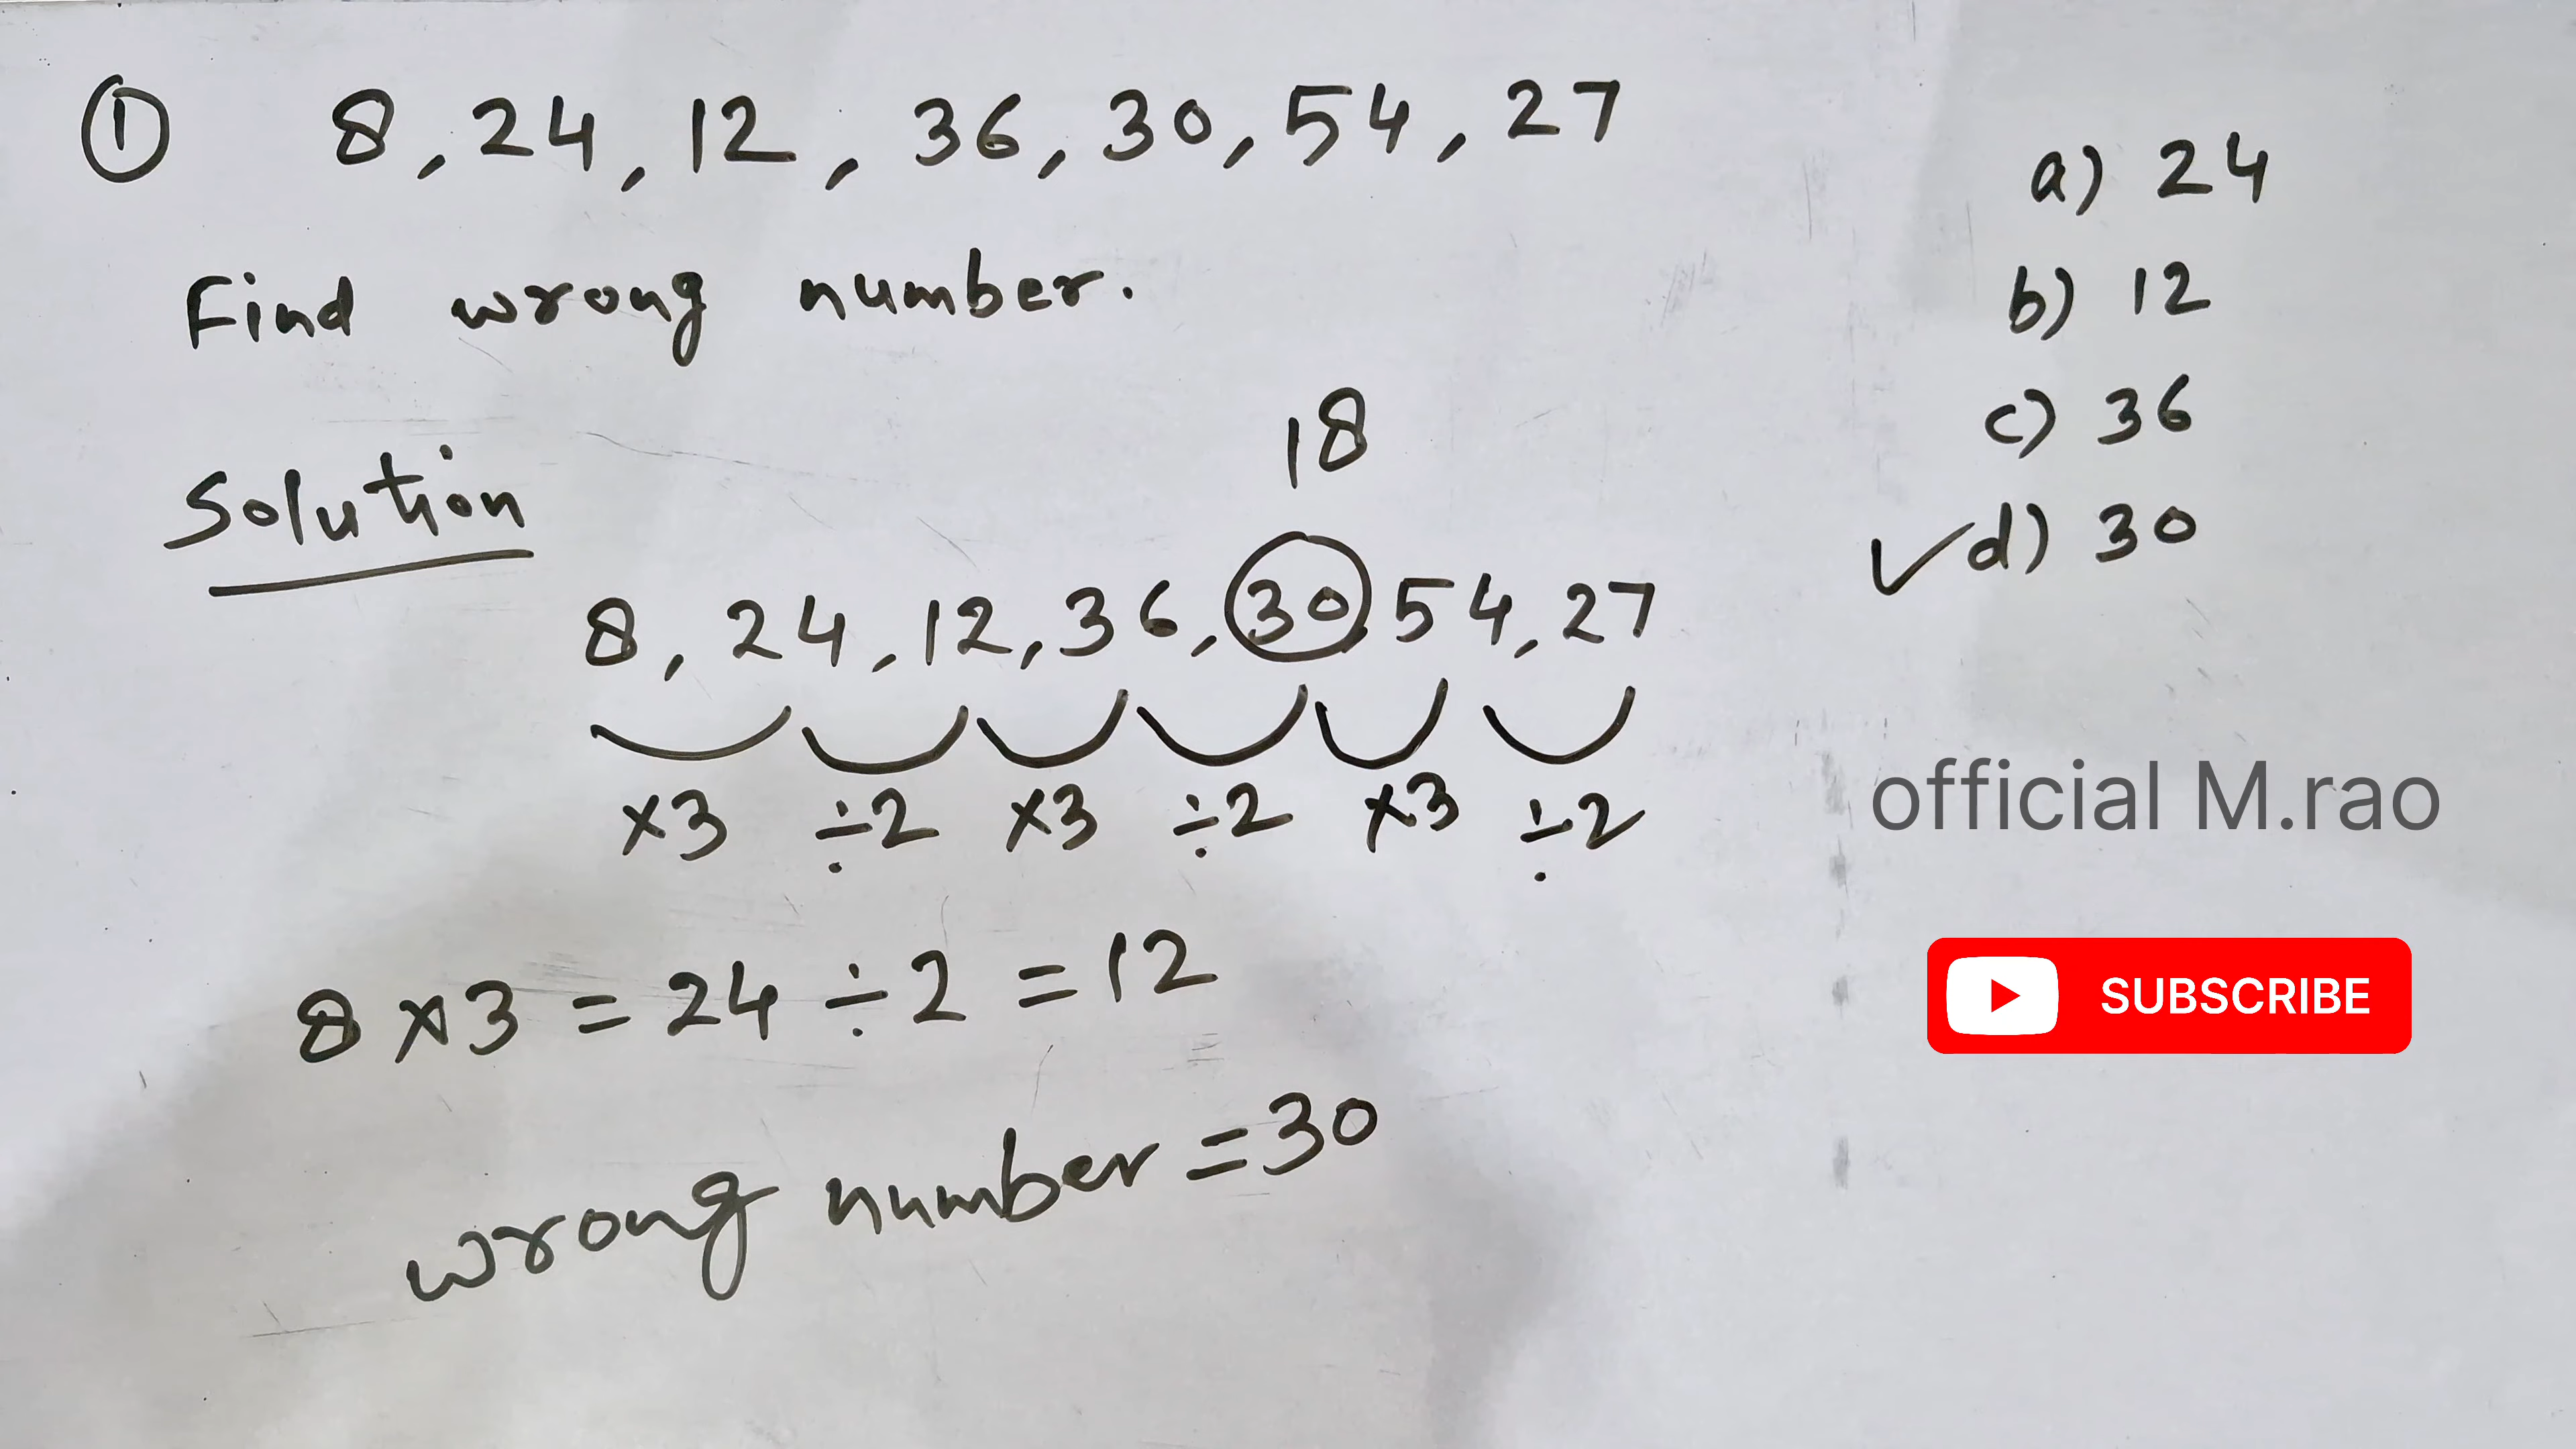 ① 8, 24, 12, 36, 30, 54, 27
Find wrong number.
a) 24
b) 12
c) 36
✓ d) 30
Solution
18
8, 24, 12, 36, 30 54, 27
×3 ÷2 ×3 ÷2 ×3 ÷2
8 × 3 = 24 ÷ 2 = 12
wrong number = 30
official M.rao
SUBSCRIBE